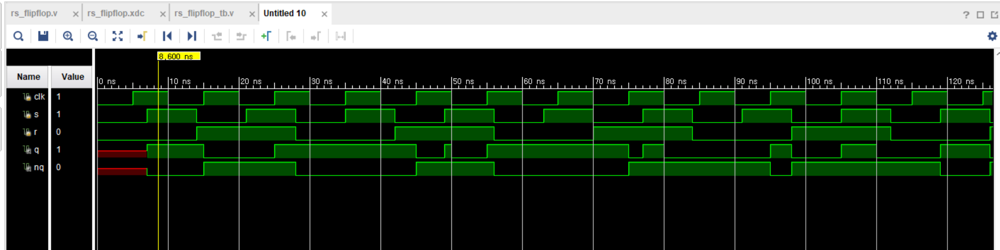 rs_flipflop.v × rs_flipflop.xdc × rs_flipflop_tb.v × Untitled 10 ×
?
8,600 ns
Name Value
0 ns 10 ns 20 ns 30 ns 40 ns 50 ns 60 ns 70 ns 80 ns 90 ns 100 ns 110 ns 120 ns
clk 1
s 1
r 0
q 1
nq 0